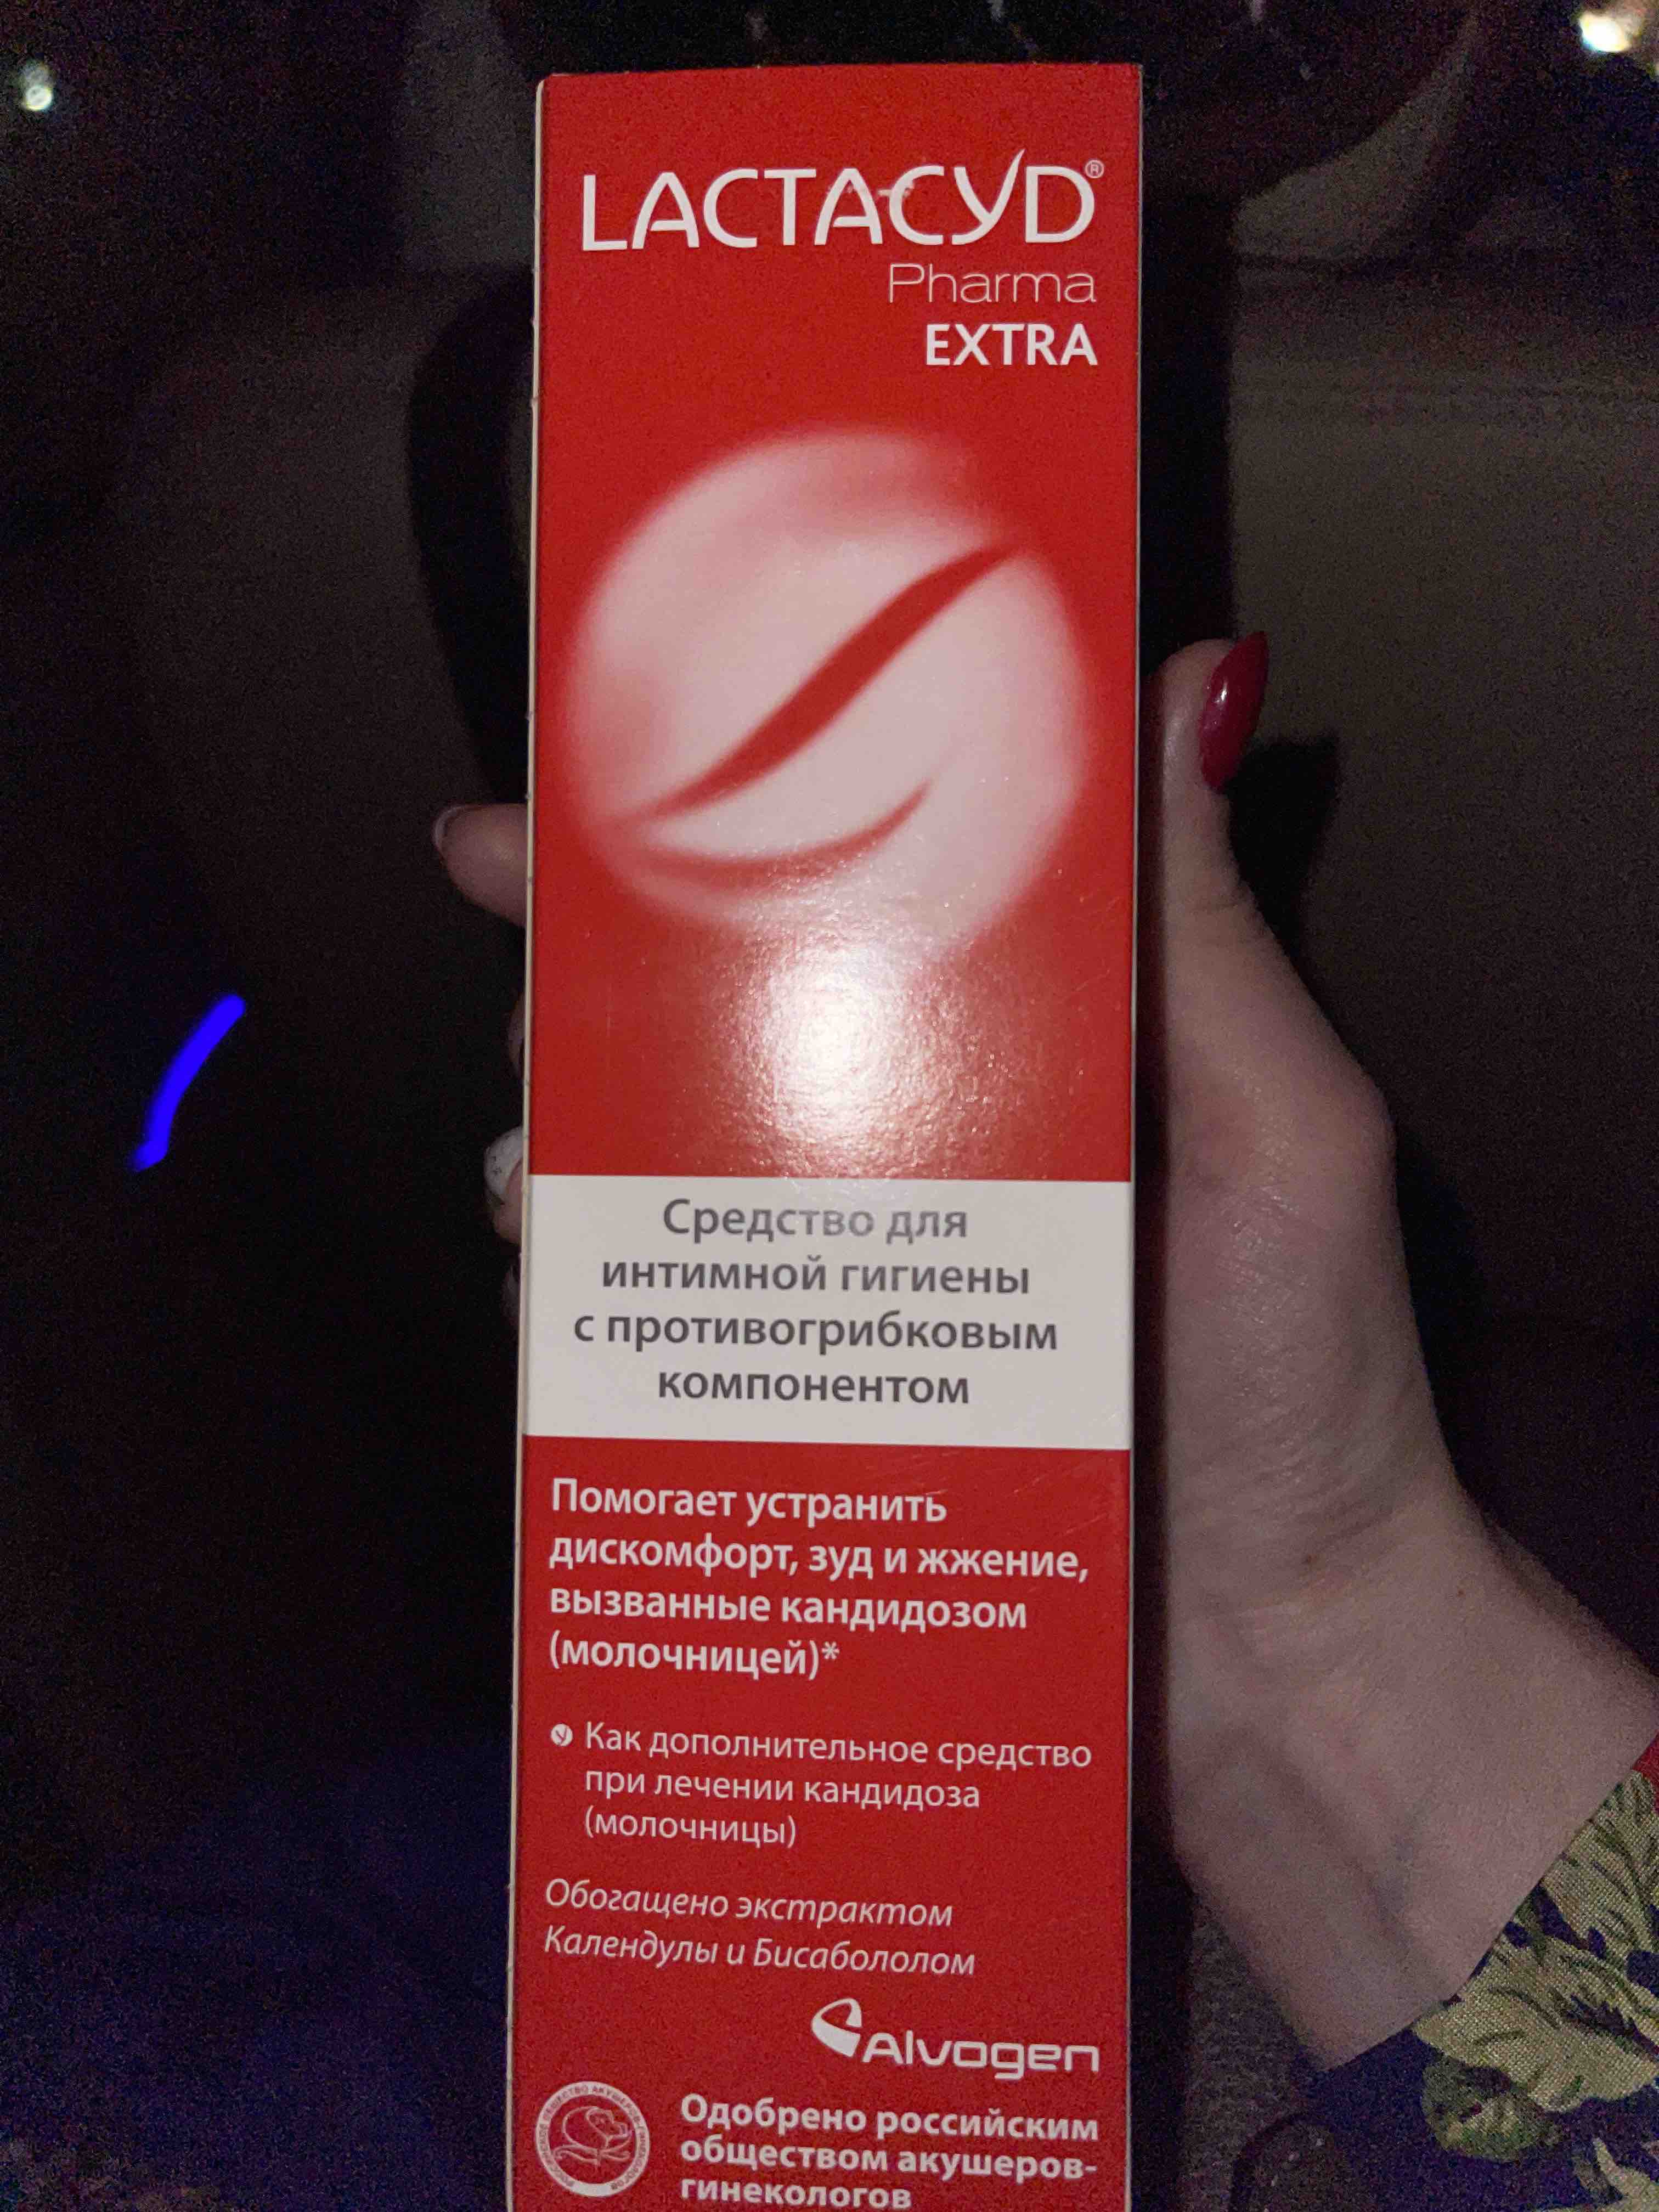 LACTACYD®
Pharma
EXTRA
Средство для
интимной гигиены
с противогрибковым
компонентом
Помогает устранить
дискомфорт, зуд и жжение,
вызванные кандидозом
(молочницей)*
Как дополнительное средство
при лечении кандидоза
(молочницы)
Обогащено экстрактом
Календулы и Бисабололом
Alvogen
Одобрено российским
обществом акушеров-
гинекологов